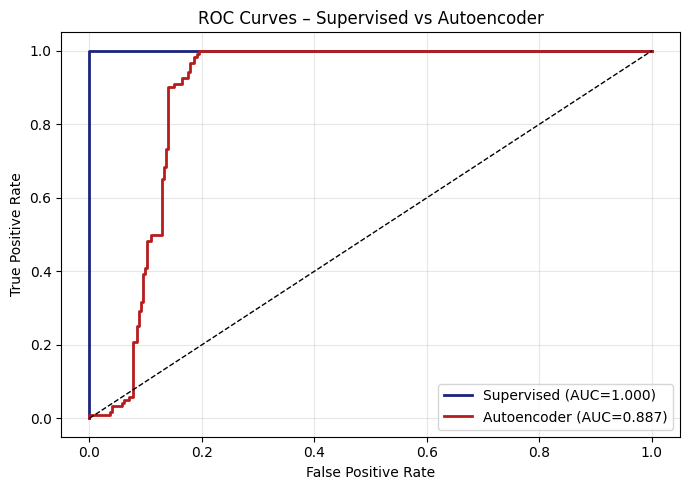 ROC Curves – Supervised vs Autoencoder
True Positive Rate
1.0
0.8
0.6
0.4
0.2
0.0
Supervised (AUC=1.000)
Autoencoder (AUC=0.887)
0.0 0.2 0.4 0.6 0.8 1.0
False Positive Rate